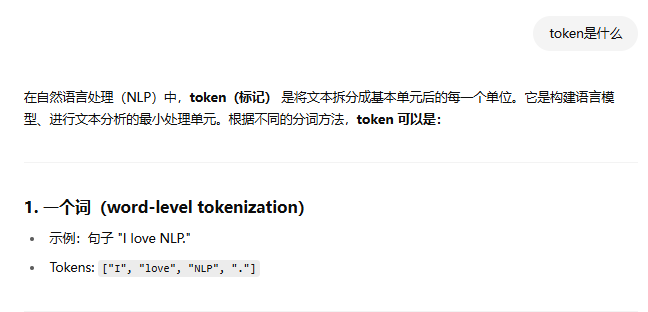 token是什么
在自然语言处理（NLP）中，token（标记） 是将文本拆分成基本单元后的每一个单位。它是构建语言模
型、进行文本分析的最小处理单元。根据不同的分词方法，token 可以是：
1. 一个词（word-level tokenization）
• 示例：句子 "I love NLP."
• Tokens: ["I", "love", "NLP", "."]